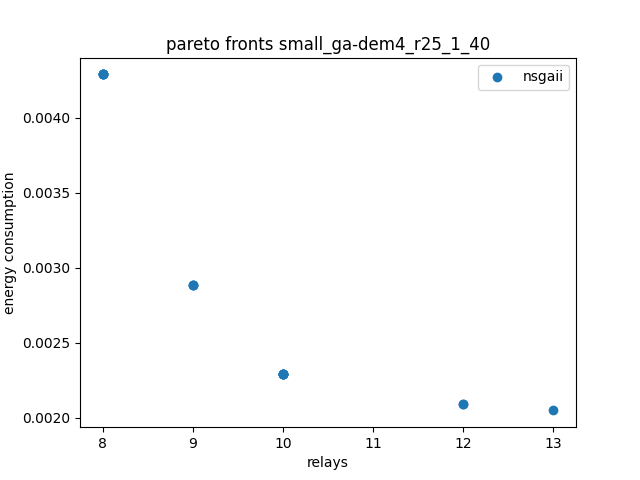 pareto fronts small_ga-dem4_r25_1_40
nsgaii
0.0040
0.0035
0.0030
0.0025
0.0020
energy consumption
8 9 10 11 12 13
relays